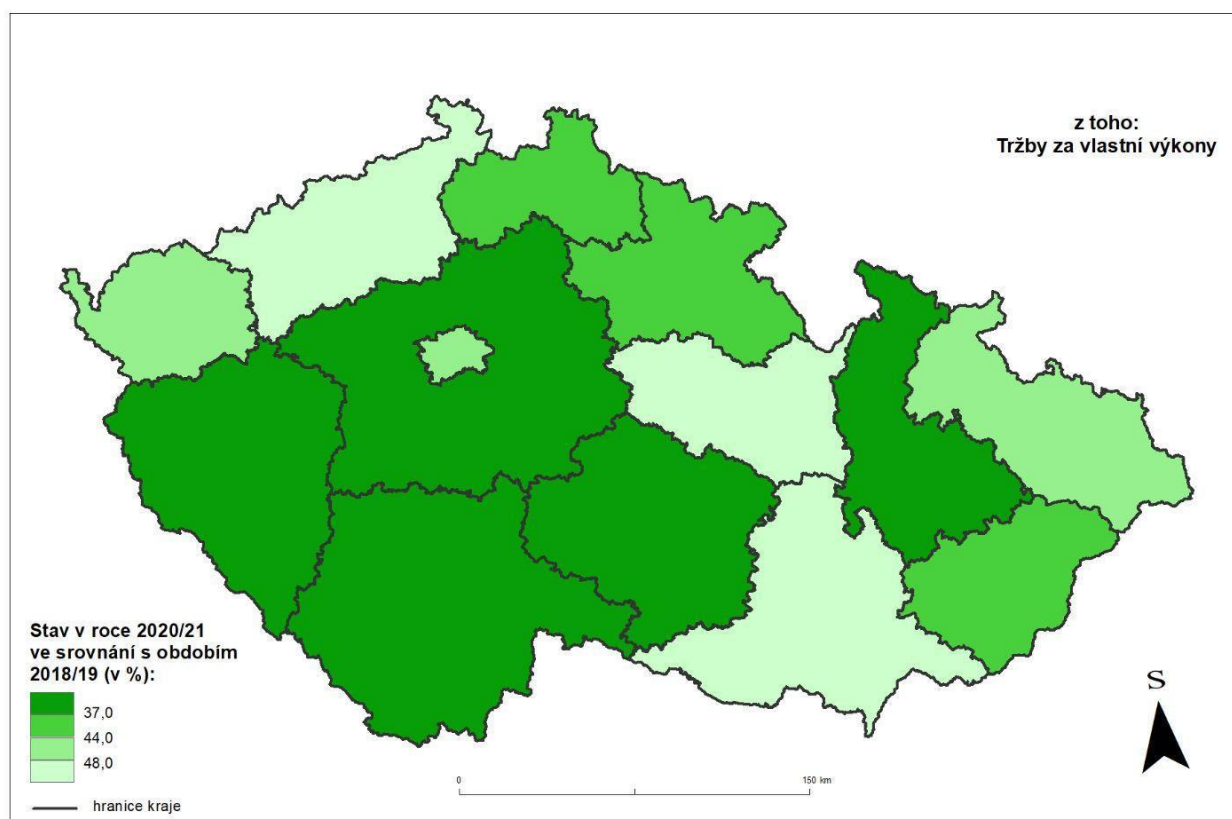 z toho:
Tržby za vlastní výkony
Stav v roce 2020/21
ve srovnání s obdobím
2018/19 (v %):
37,0
44,0
48,0
hranice kraje
0
150 km
S